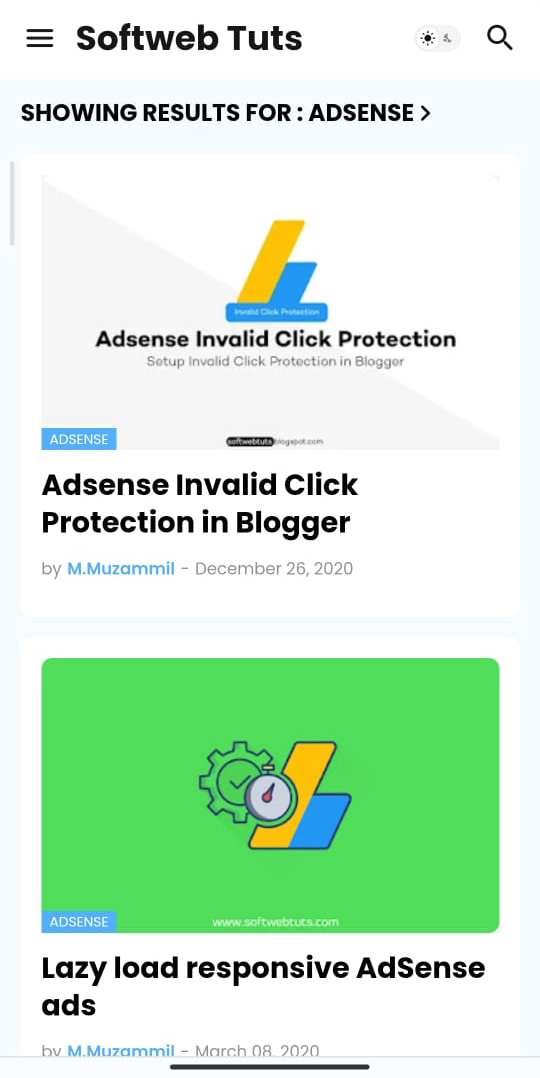 Softweb Tuts
SHOWING RESULTS FOR : ADSENSE
Invalid Click Protection
Adsense Invalid Click Protection
Setup Invalid Click Protection in Blogger
softwebtuts.blogspot.com
ADSENSE
Adsense Invalid Click
Protection in Blogger
by M.Muzammil - December 26, 2020
www.softwebtuts.com
ADSENSE
Lazy load responsive AdSense
ads
by M.Muzammil - March 08, 2020